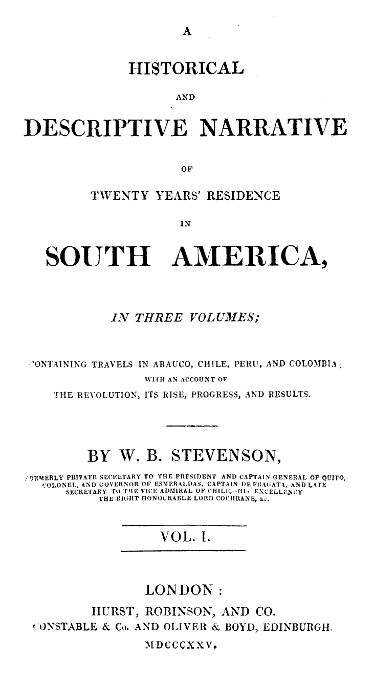 A
HISTORICAL
AND
DESCRIPTIVE NARRATIVE
OF
TWENTY YEARS' RESIDENCE
IN
SOUTH AMERICA,
IN THREE VOLUMES;
CONTAINING TRAVELS IN ARAUCO, CHILE, PERU, AND COLOMBIA;
WITH AN ACCOUNT OF
THE REVOLUTION, ITS RISE, PROGRESS, AND RESULTS.
BY W. B. STEVENSON,
FORMERLY PRIVATE SECRETARY TO THE PRESIDENT AND CAPTAIN GENERAL OF QUITO,
COLONEL, AND GOVERNOR OF ESMERALDAS, CAPTAIN DE FRAGATA, AND LATE
SECRETARY TO THE VICE ADMIRAL OF CHILE, HIS EXCELLENCY
THE RIGHT HONOURABLE LORD COCHRANE, &c.
VOL. I.
LONDON:
HURST, ROBINSON, AND CO.
CONSTABLE & Co. AND OLIVER & BOYD, EDINBURGH.
MDCCCXXV.